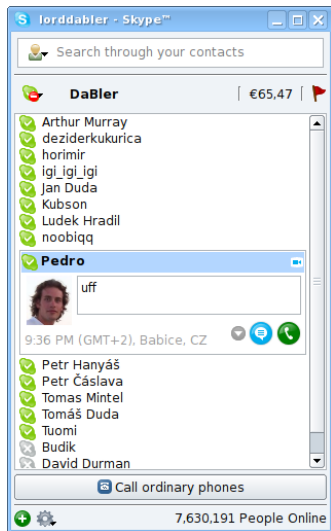 lorddabler - Skype™
Search through your contacts
DaBler
€65,47
Arthur Murray
deziderkukurica
horimir
igi_igi_igi
Jan Duda
Kubson
Ludek Hradil
noobiqq
Pedro
uff
9:36 PM (GMT+2), Babice, CZ
Petr Hanyáš
Petr Čáslava
Tomas Mintel
Tomáš Duda
Tuomi
Budik
David Durman
Call ordinary phones
7,630,191 People Online